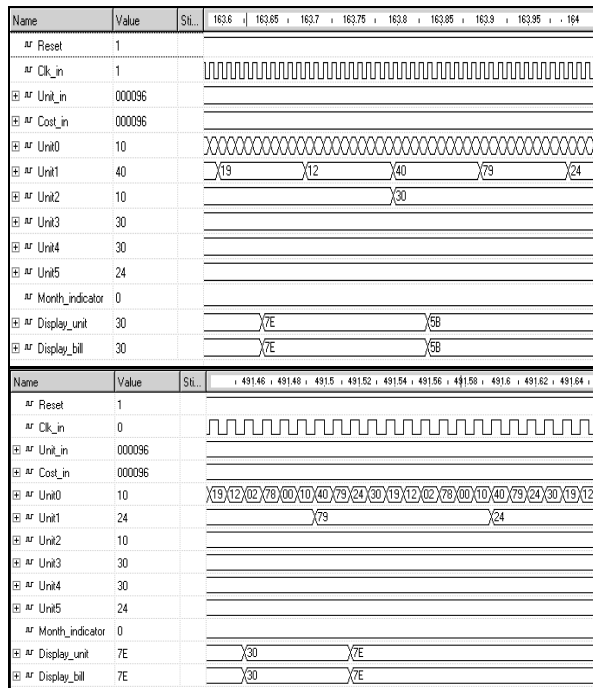 Name Value Sti... 163.6 163.65 163.7 163.75 163.8 163.85 163.9 163.95 164
Reset 1
Clk_in 1
Unit_in 000096
Cost_in 000096
Unit0 10
Unit1 40 19 12 40 79 24
Unit2 10 30
Unit3 30
Unit4 30
Unit5 24
Month_indicator 0
Display_unit 30 7E 5B
Display_bill 30 7E 5B
Name Value Sti... 491.46 491.48 491.5 491.52 491.54 491.56 491.58 491.6 491.62 491.64
Reset 1
Clk_in 0
Unit_in 000096
Cost_in 000096
Unit0 10 19 12 02 78 00 10 40 79 24 30 19 12 02 78 00 10 40 79 24 30 19 12
Unit1 24 79 24
Unit2 10
Unit3 30
Unit4 30
Unit5 24
Month_indicator 0
Display_unit 7E 30 7E
Display_bill 7E 30 7E